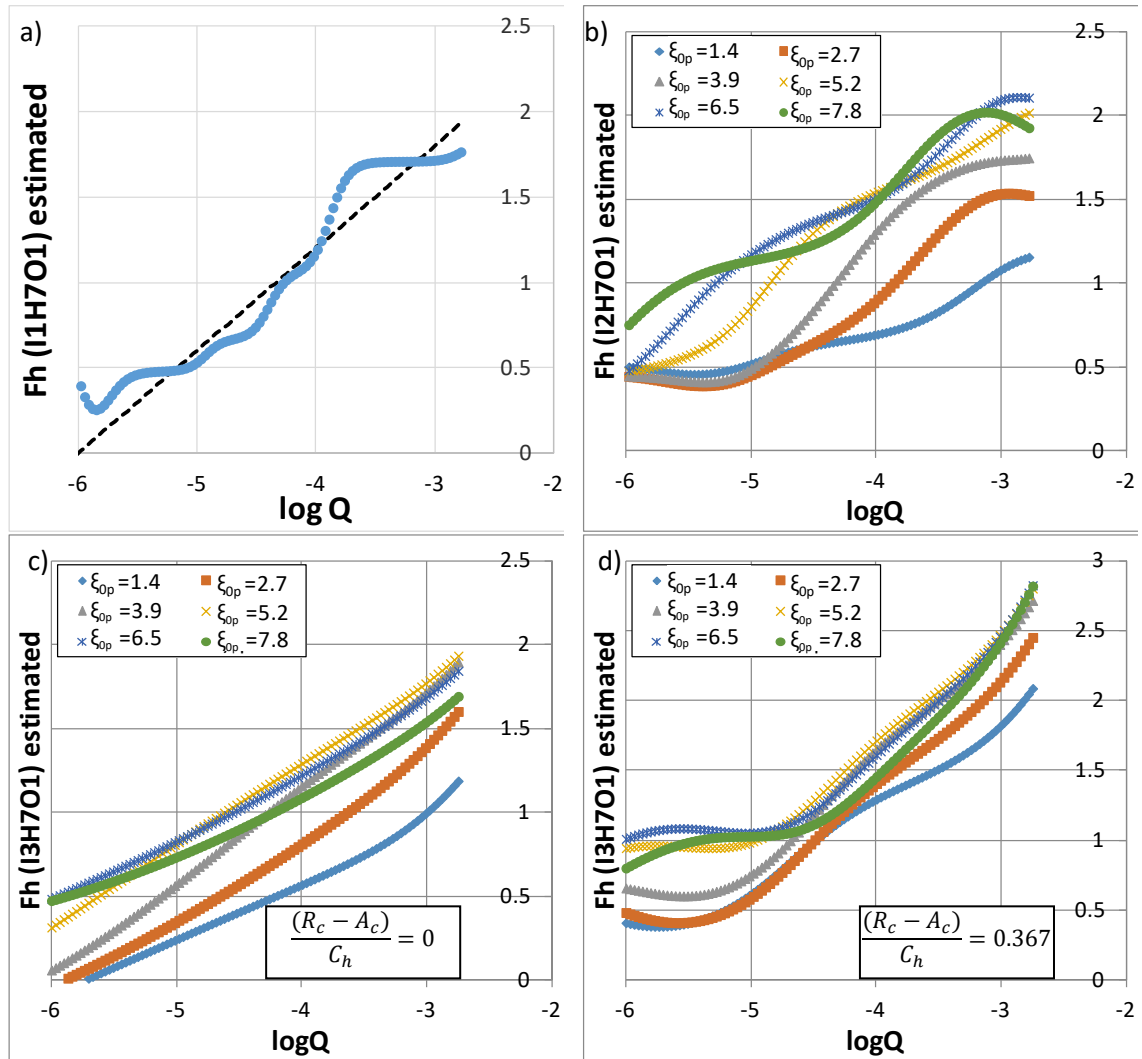 a)
2.5
2
1.5
1
0.5
0
Fh (I1H7O1) estimated
-6 -5 -4 -3 -2
log Q
b)
ξ0p =1.4 ξ0p =2.7
ξ0p =3.9 ξ0p =5.2
ξ0p =6.5 ξ0p =7.8
2.5
2
1.5
1
0.5
0
Fh (I2H7O1) estimated
-6 -5 -4 -3 -2
logQ
c)
ξ0p =1.4 ξ0p =2.7
ξ0p =3.9 ξ0p =5.2
ξ0p =6.5 ξ0p.=7.8
2.5
2
1.5
1
0.5
0
Fh (I3H7O1) estimated
(Rc − Ac)
Ch = 0
-6 -5 -4 -3 -2
logQ
d)
ξ0p =1.4 ξ0p =2.7
ξ0p =3.9 ξ0p =5.2
ξ0p =6.5 ξ0p.=7.8
3
2.5
2
1.5
1
0.5
0
Fh (I3H7O1) estimated
(Rc − Ac)
Ch = 0.367
-6 -5 -4 -3 -2
logQ